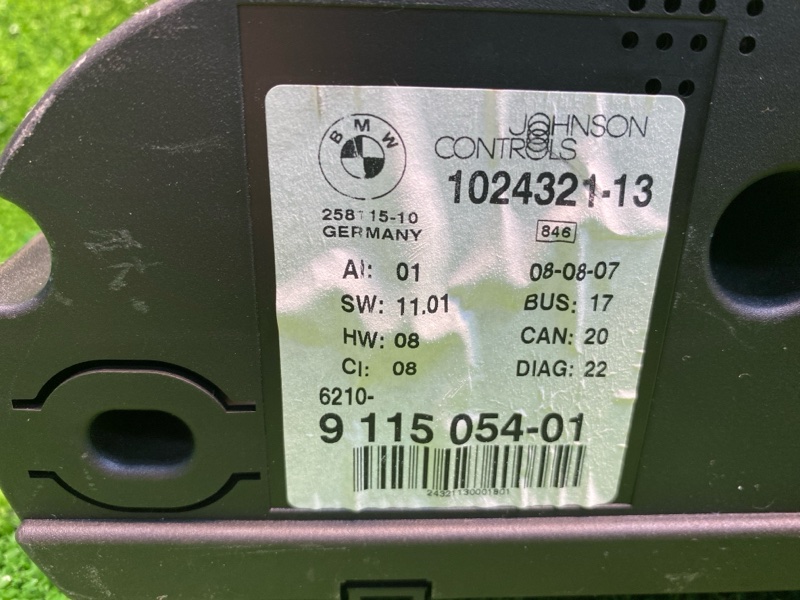 BMW
JOHNSON
CONTROLS
1024321-13
258115-10
GERMANY
846
AI: 01
08-08-07
SW: 11.01
BUS: 17
HW: 08
CAN: 20
CI: 08
DIAG: 22
6210-
9 115 054-01
24321130001801